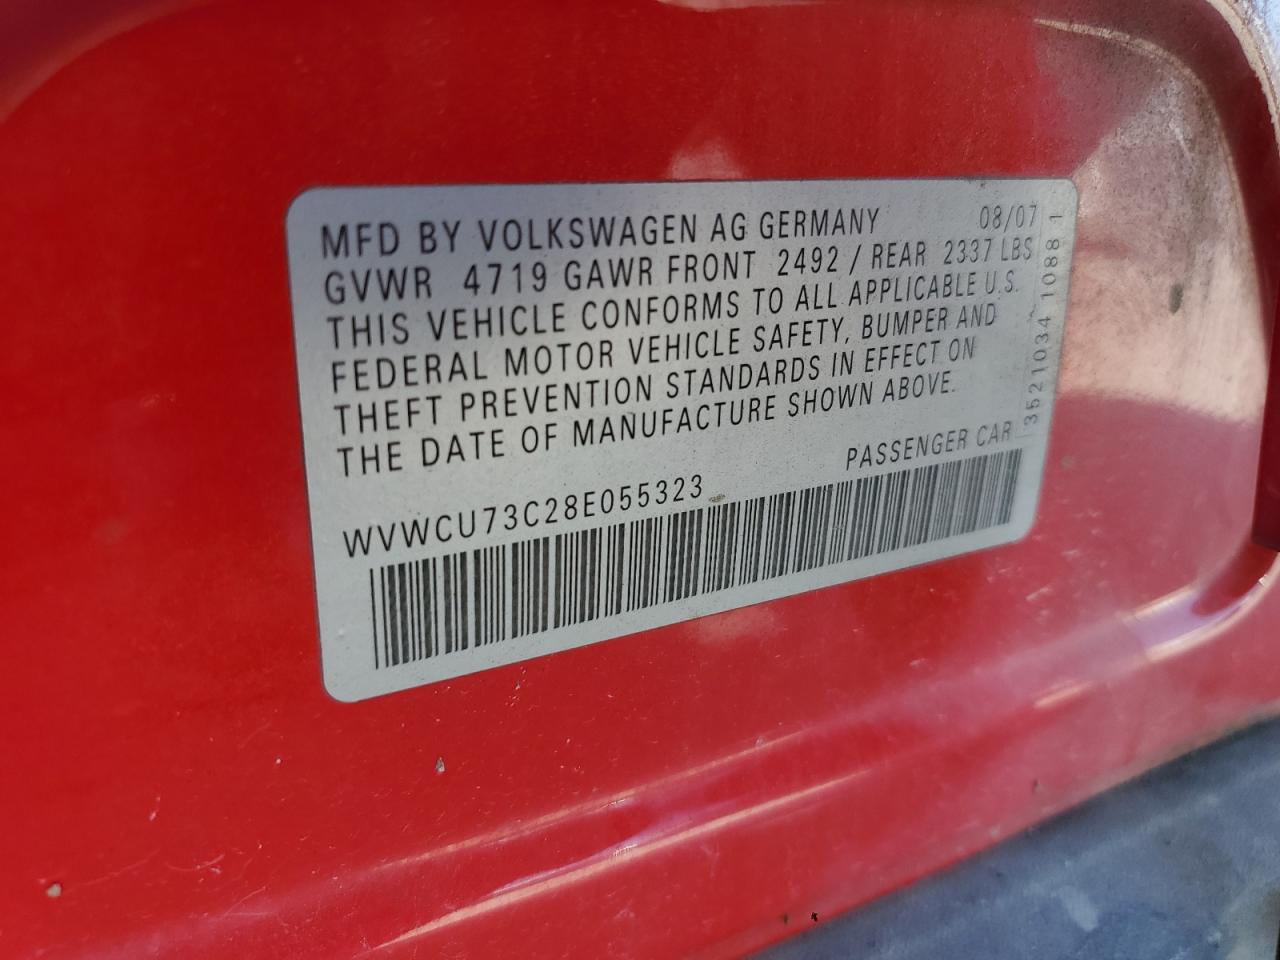 MFD BY VOLKSWAGEN AG GERMANY 08/07
GVWR 4719 GAWR FRONT 2492 / REAR 2337 LBS
THIS VEHICLE CONFORMS TO ALL APPLICABLE U.S.
FEDERAL MOTOR VEHICLE SAFETY, BUMPER AND
THEFT PREVENTION STANDARDS IN EFFECT ON
THE DATE OF MANUFACTURE SHOWN ABOVE.
PASSENGER CAR
WVWCU73C28E055323
3521034 1088 1